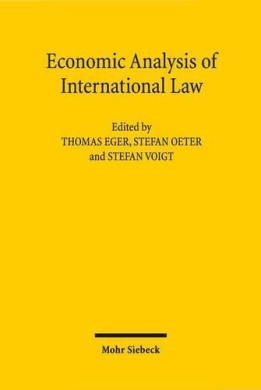 Economic Analysis of
International Law
Edited by
THOMAS EGER, STEFAN OETER
and STEFAN VOIGT
Mohr Siebeck